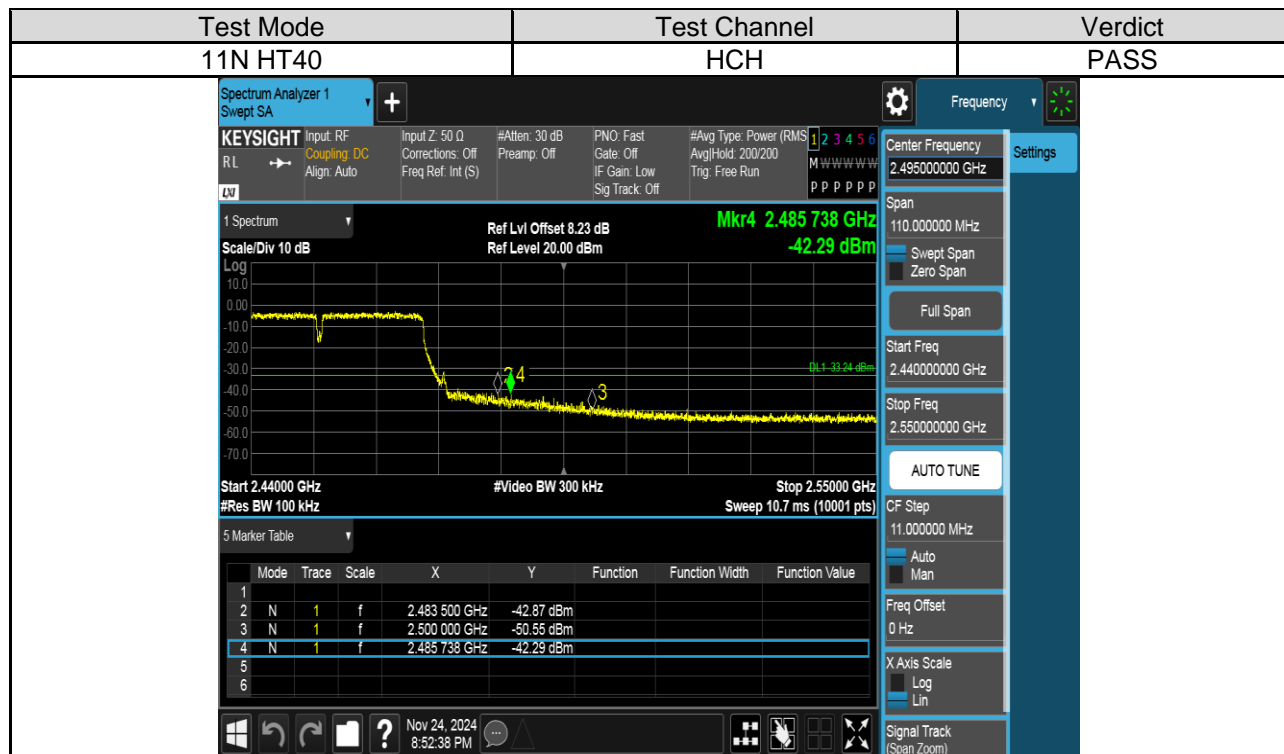 Test Mode Test Channel Verdict
11N HT40 HCH PASS
Spectrum Analyzer 1
Swept SA
+
Frequency
KEYSIGHT Input: RF Input Z: 50 Ω #Atten: 30 dB PNO: Fast #Avg Type: Power (RMS 1 2 3 4 5 6
RL Coupling: DC Corrections: Off Preamp: Off Gate: Off Avg|Hold: 200/200 M W W W W W
Align: Auto Freq Ref: Int (S) IF Gain: Low Trig: Free Run
LXI Sig Track: Off P P P P P P
1 Spectrum Ref Lvl Offset 8.23 dB Mkr4 2.485 738 GHz
Scale/Div 10 dB Ref Level 20.00 dBm -42.29 dBm
Log
10.0
0.00
-10.0
-20.0
-30.0 DL1 -33.24 dBm
-40.0
-50.0
-60.0
-70.0
2 4
3
Start 2.44000 GHz #Video BW 300 kHz Stop 2.55000 GHz
#Res BW 100 kHz Sweep 10.7 ms (10001 pts)
5 Marker Table
Mode Trace Scale X Y Function Function Width Function Value
1
2 N 1 f 2.483 500 GHz -42.87 dBm
3 N 1 f 2.500 000 GHz -50.55 dBm
4 N 1 f 2.485 738 GHz -42.29 dBm
5
6
Center Frequency
2.495000000 GHz
Settings
Span
110.000000 MHz
Swept Span
Zero Span
Full Span
Start Freq
2.440000000 GHz
Stop Freq
2.550000000 GHz
AUTO TUNE
CF Step
11.000000 MHz
Auto
Man
Freq Offset
0 Hz
X Axis Scale
Log
Lin
Signal Track
(Span Zoom)
? Nov 24, 2024
8:52:38 PM